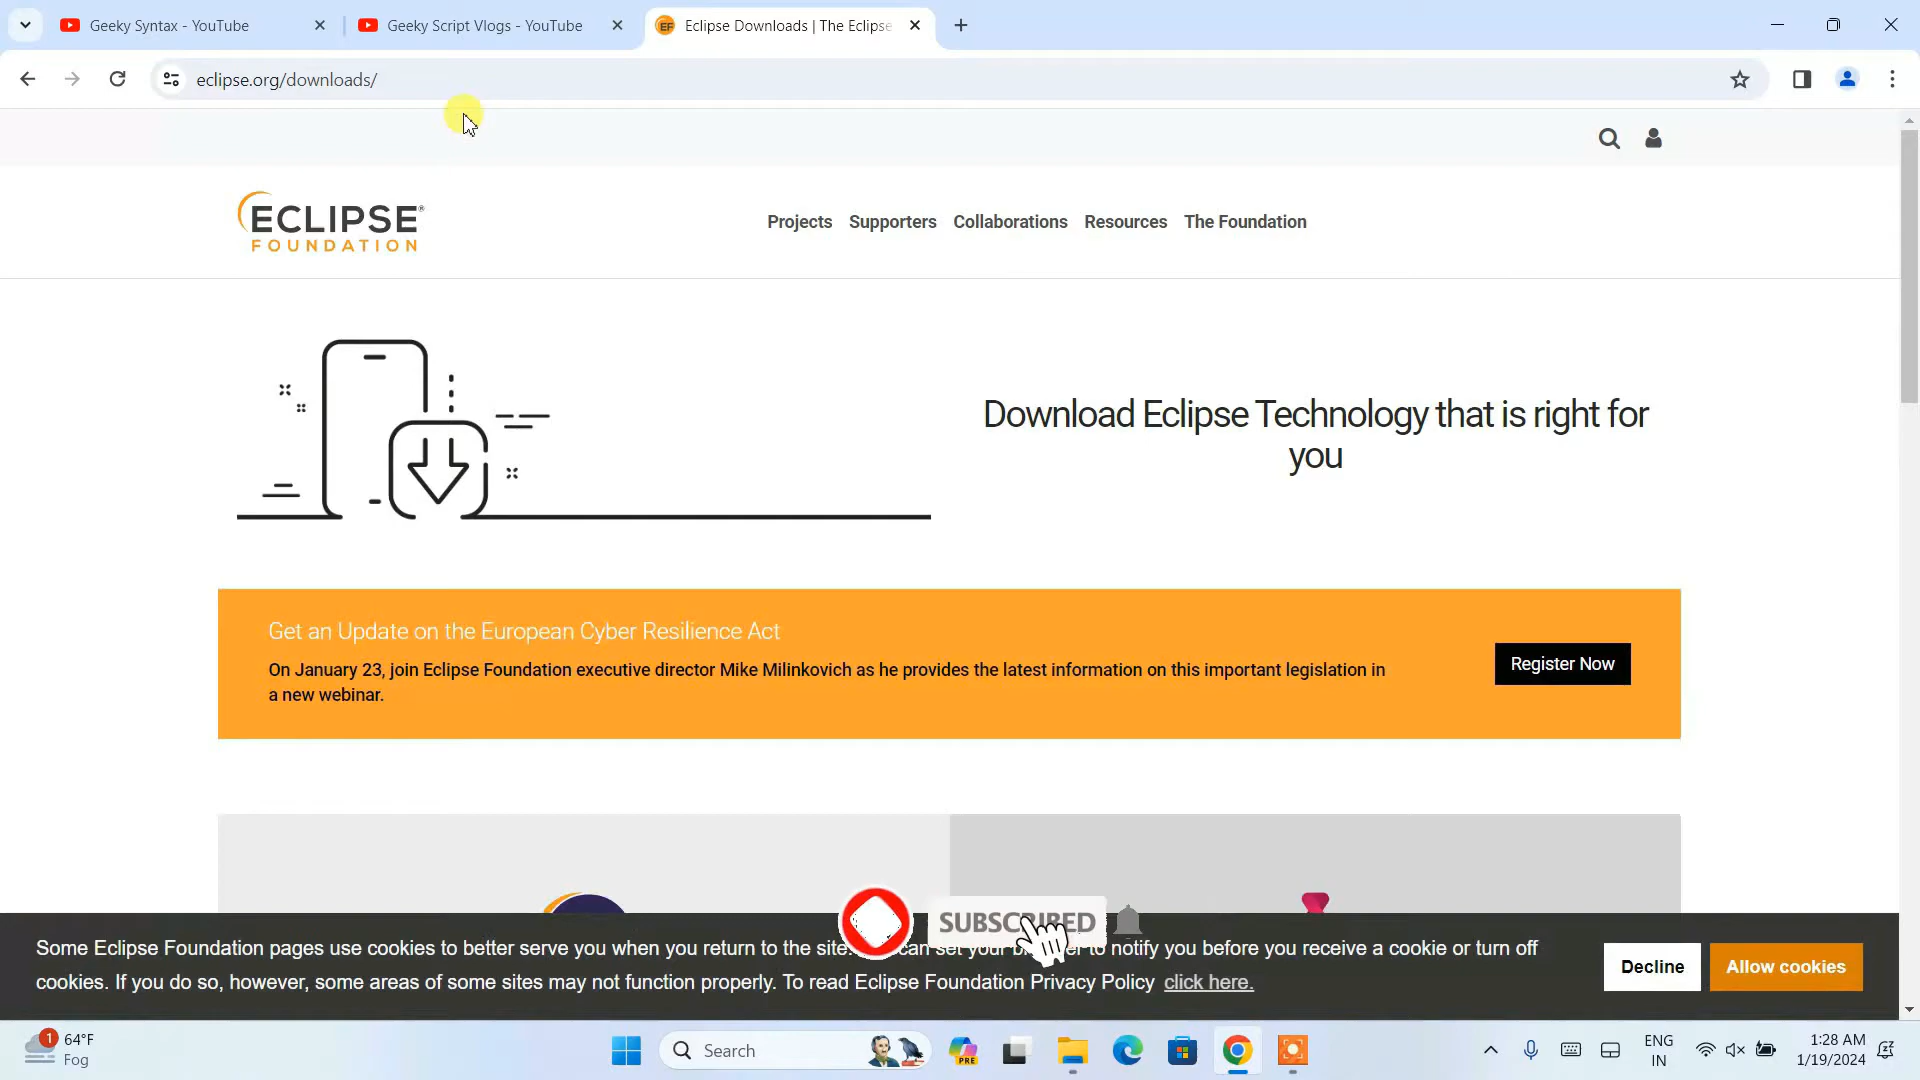 Geeky Syntax - YouTube
Geeky Script Vlogs - YouTube
EF
Eclipse Downloads | The Eclipse
eclipse.org/downloads/
ECLIPSE®
FOUNDATION
Projects Supporters Collaborations Resources The Foundation
Download Eclipse Technology that is right for
you
Get an Update on the European Cyber Resilience Act
On January 23, join Eclipse Foundation executive director Mike Milinkovich as he provides the latest information on this important legislation in
a new webinar.
Register Now
SUBSCRIBED
Some Eclipse Foundation pages use cookies to better serve you when you return to the site. can set your to notify you before you receive a cookie or turn off
cookies. If you do so, however, some areas of some sites may not function properly. To read Eclipse Foundation Privacy Policy click here.
Decline
Allow cookies
1
64°F
Fog
Search
PRE
ENG
IN
1:28 AM
1/19/2024